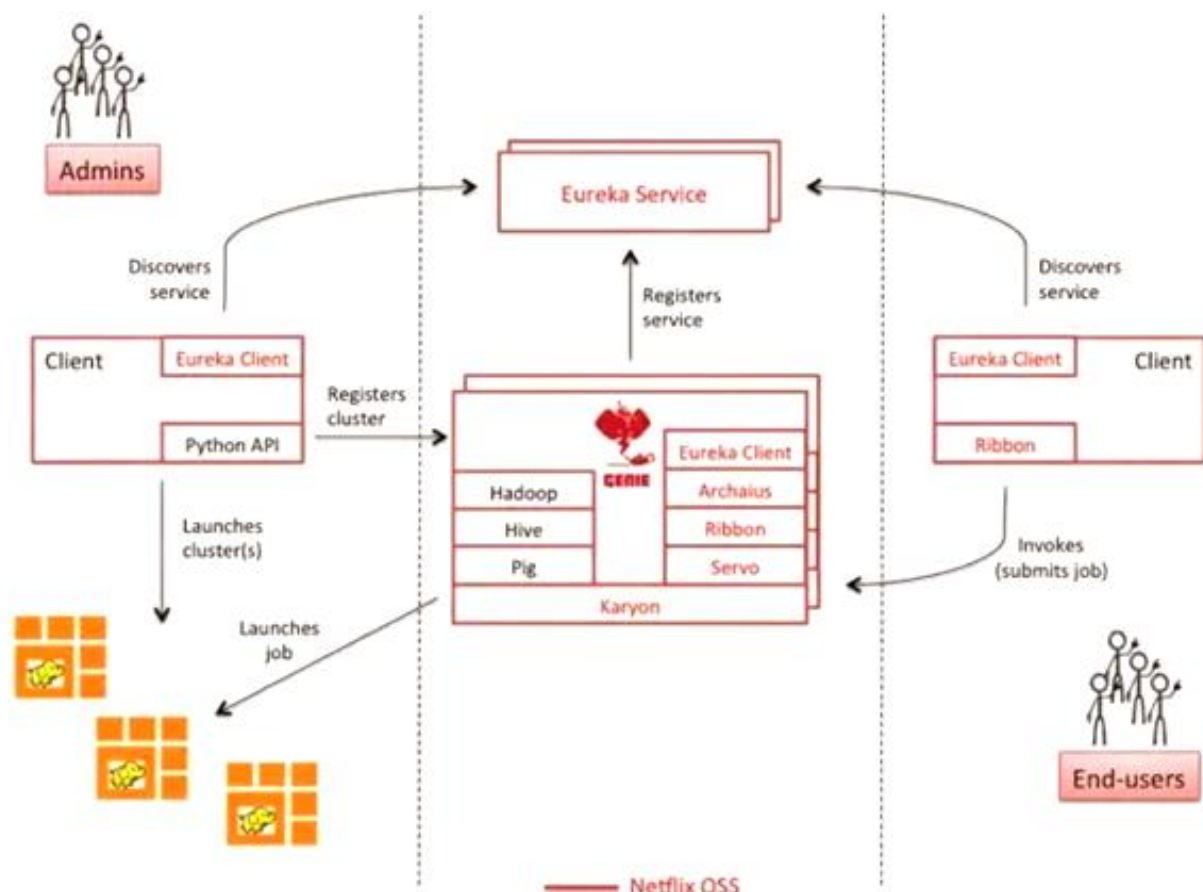 Admins
Eureka Service
Discovers
service
Registers
service
Discovers
service
Client
Eureka Client
Python API
Registers
cluster
GENIE
Eureka Client
Hadoop
Archaius
Hive
Ribbon
Pig
Servo
Karyon
Eureka Client
Client
Ribbon
Launches
cluster(s)
Launches
job
Invokes
(submits job)
End-users
Netflix OSS